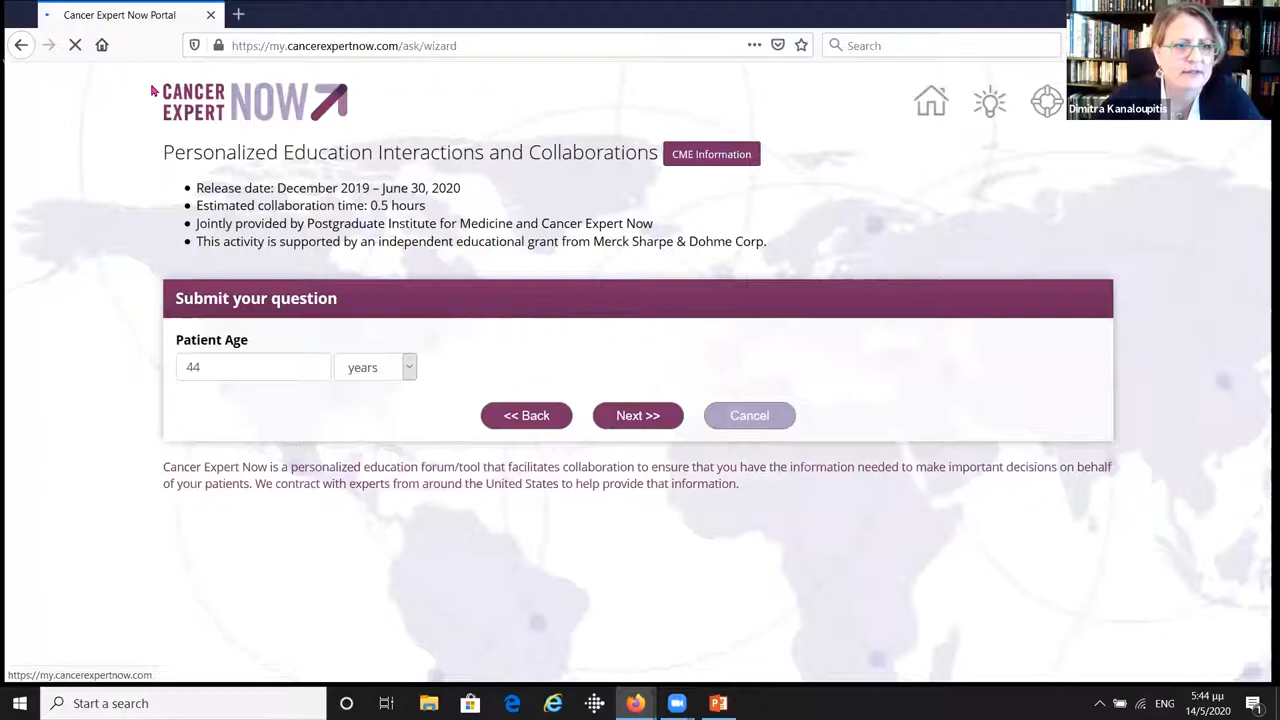 Cancer Expert Now Portal
https://my.cancerexpertnow.com/ask/wizard
Search
CANCER EXPERT NOW
Dimitra Kanaloupitis
Personalized Education Interactions and Collaborations CME Information
• Release date: December 2019 – June 30, 2020
• Estimated collaboration time: 0.5 hours
• Jointly provided by Postgraduate Institute for Medicine and Cancer Expert Now
• This activity is supported by an independent educational grant from Merck Sharpe & Dohme Corp.
Submit your question
Patient Age
44 years
<< Back Next >> Cancel
Cancer Expert Now is a personalized education forum/tool that facilitates collaboration to ensure that you have the information needed to make important decisions on behalf
of your patients. We contract with experts from around the United States to help provide that information.
https://my.cancerexpertnow.com
Start a search
ENG
5:44 μμ
14/5/2020
1